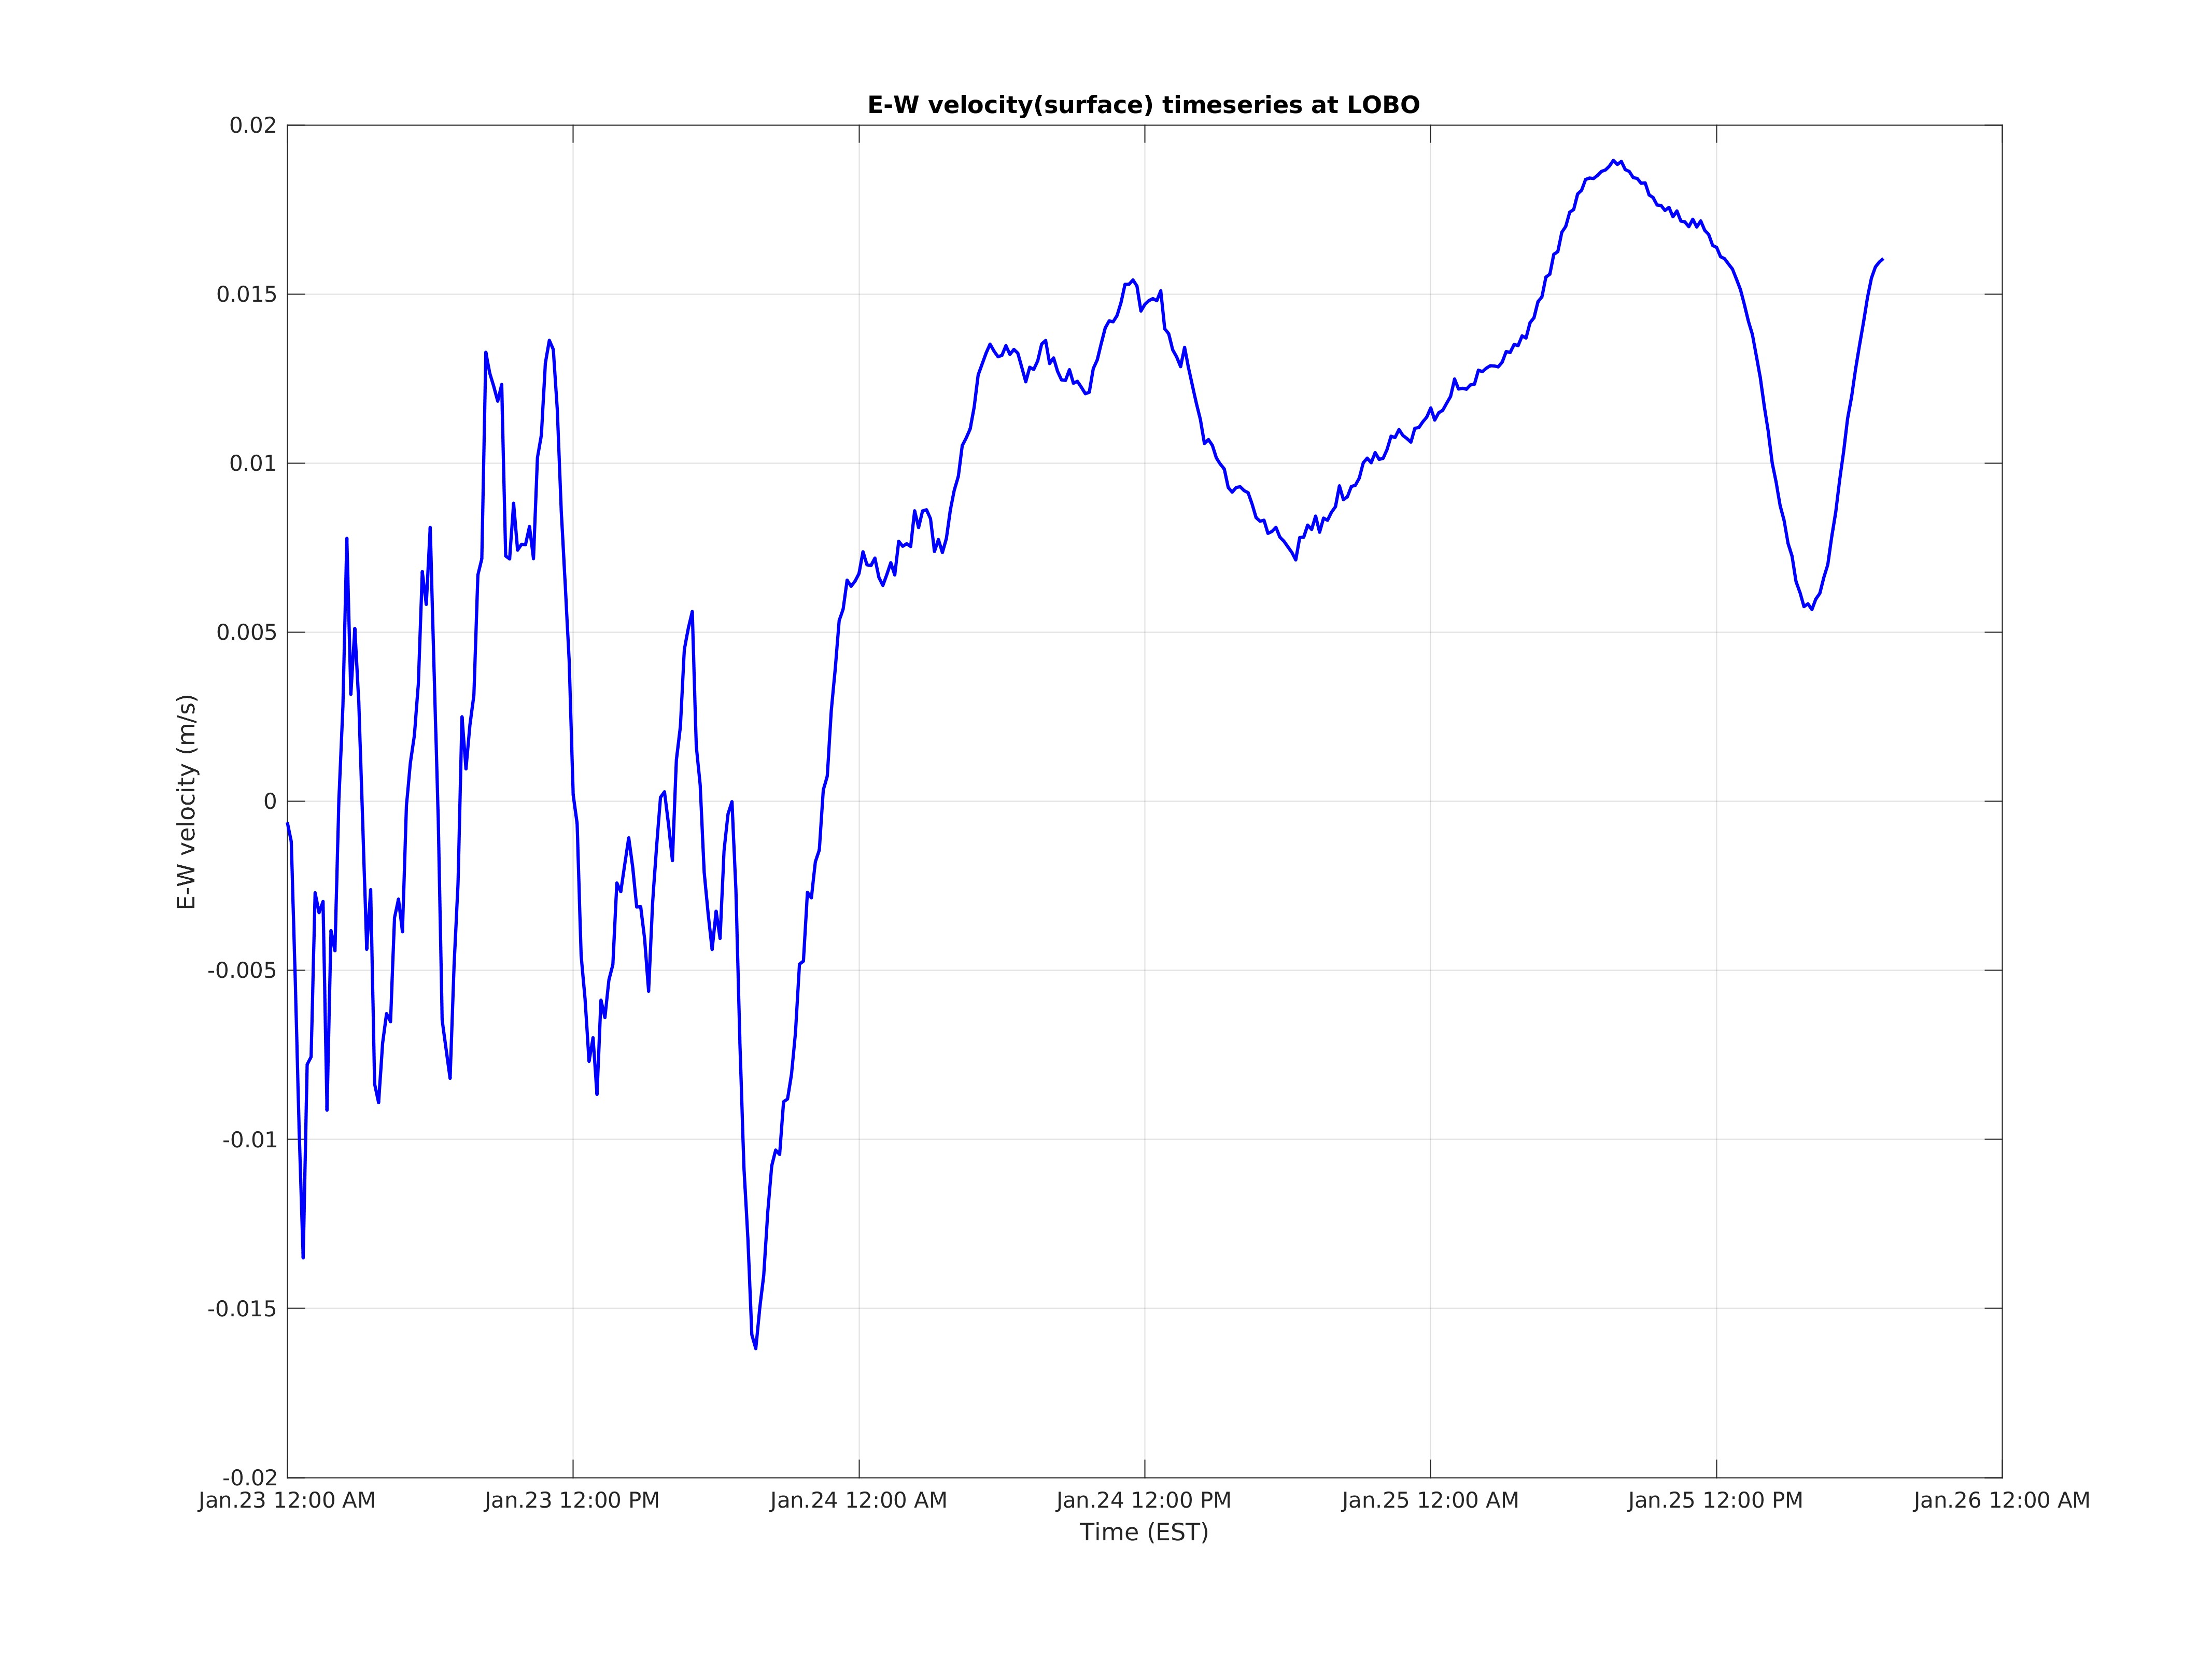 E-W velocity(surface) timeseries at LOBO
0.02
0.015
0.01
0.005
0
-0.005
-0.01
-0.015
-0.02
E-W velocity (m/s)
Jan.23 12:00 AM Jan.23 12:00 PM Jan.24 12:00 AM Jan.24 12:00 PM Jan.25 12:00 AM Jan.25 12:00 PM Jan.26 12:00 AM
Time (EST)